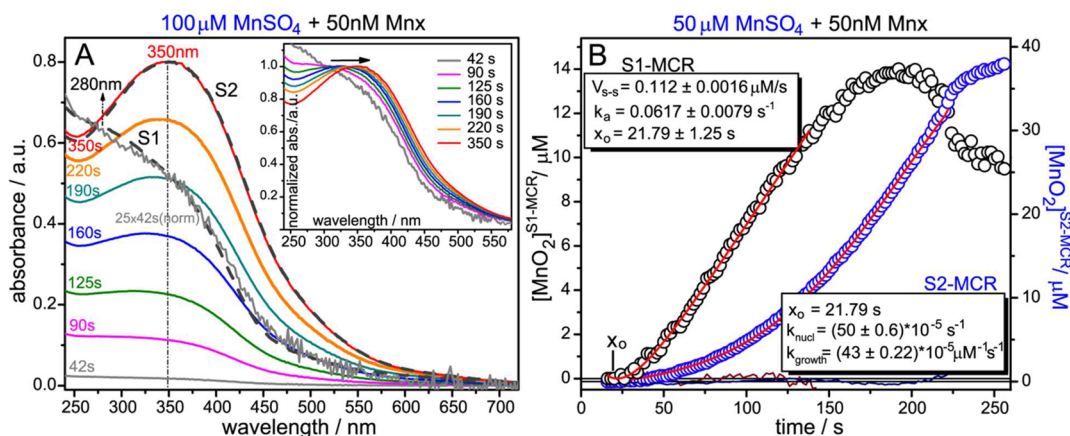 100 μM MnSO4 + 50nM Mnx
A
350nm
280nm
S2
S1
350s
220s
190s
25x42s(norm)
160s
125s
90s
42s
absorbance / a.u.
0.8
0.6
0.4
0.2
0.0
250 300 350 400 450 500 550 600 650 700
wavelength / nm
normalized abs./a.u.
1.0
0.8
0.6
0.4
0.2
0.0
250 300 350 400 450 500 550
wavelength / nm
42 s
90 s
125 s
160 s
190 s
220 s
350 s
50 μM MnSO4 + 50nM Mnx
B
S1-MCR
Vs-s = 0.112 ± 0.0016 μM/s
ka = 0.0617 ± 0.0079 s-1
xo = 21.79 ± 1.25 s
S2-MCR
xo = 21.79 s
knucl = (50 ± 0.6)*10-5 s-1
kgrowth = (43 ± 0.22)*10-5μM-1s-1
xo
[MnO2]S1-MCR/ μM
14
12
10
8
6
4
2
0
0 50 100 150 200 250
time / s
40
30
20
10
0
[MnO2]S2-MCR/ μM